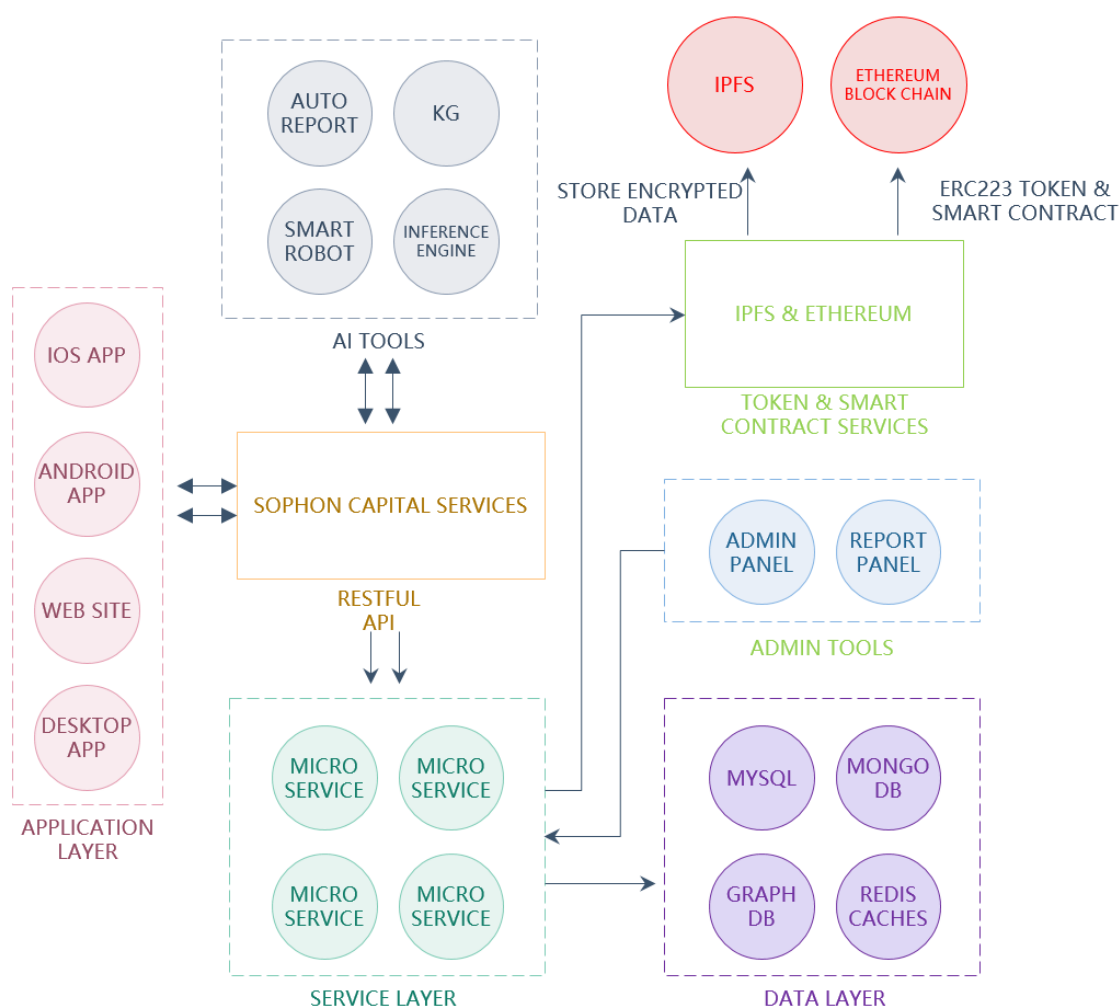 AUTO
REPORT
KG
SMART
ROBOT
INFERENCE
ENGINE
AI TOOLS
IPFS
ETHEREUM
BLOCK CHAIN
STORE ENCRYPTED
DATA
ERC223 TOKEN &
SMART CONTRACT
IPFS & ETHEREUM
TOKEN & SMART
CONTRACT SERVICES
IOS APP
ANDROID
APP
WEB SITE
DESKTOP
APP
APPLICATION
LAYER
SOPHON CAPITAL SERVICES
RESTFUL
API
ADMIN
PANEL
REPORT
PANEL
ADMIN TOOLS
MICRO
SERVICE
MICRO
SERVICE
MICRO
SERVICE
MICRO
SERVICE
SERVICE LAYER
MYSQL
MONGO
DB
GRAPH
DB
REDIS
CACHES
DATA LAYER